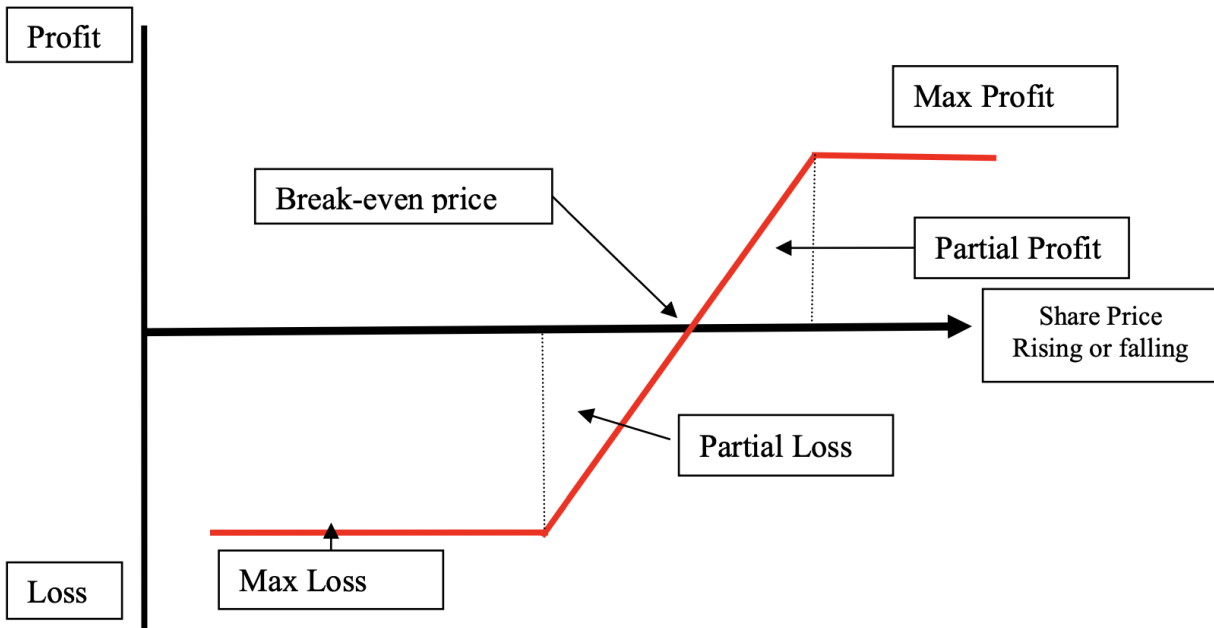 Profit
Max Profit
Break-even price
Partial Profit
Share Price
Rising or falling
Partial Loss
Max Loss
Loss